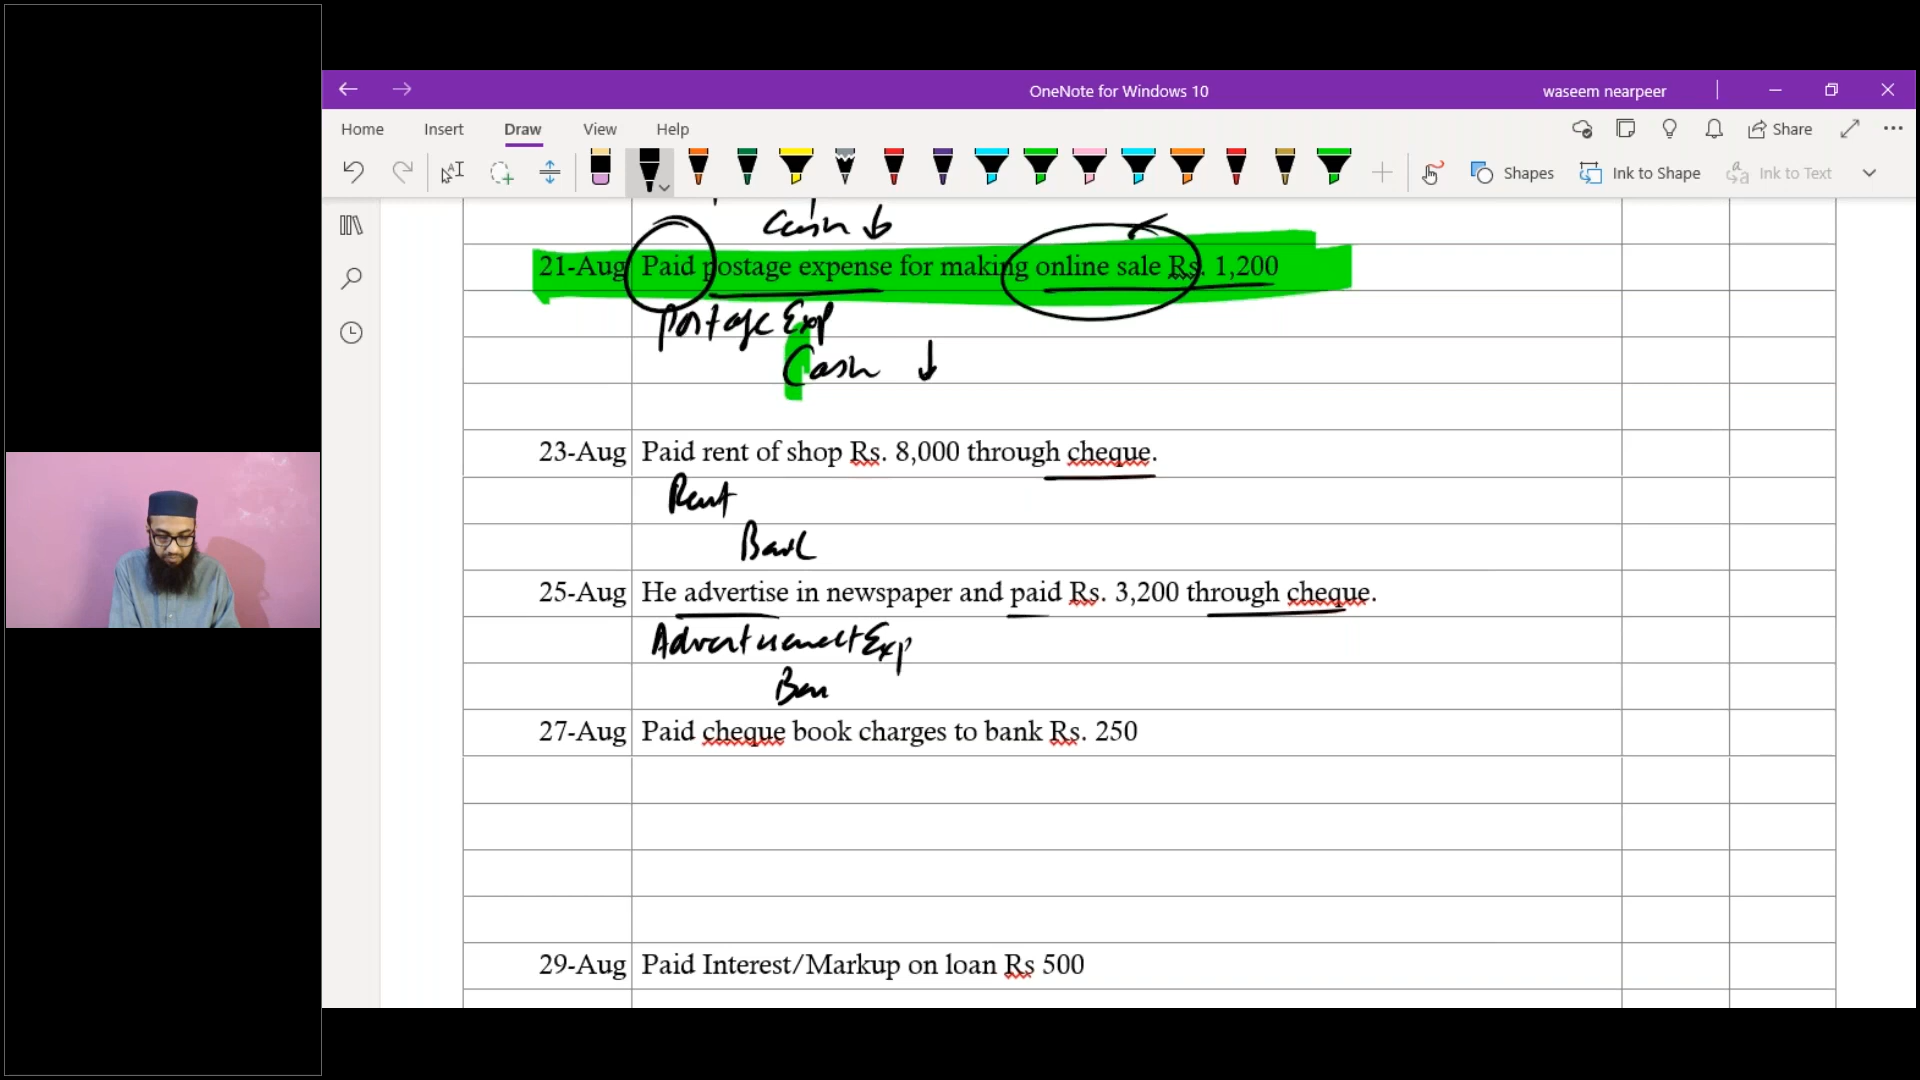 OneNote for Windows 10
waseem nearpeer
Home Insert Draw View Help
Share
Shapes
Ink to Shape
Ink to Text
Cash ↓
21-Aug Paid postage expense for making online sale Rs. 1,200
Postage Exp
Cash ↓
23-Aug Paid rent of shop Rs. 8,000 through cheque.
Rent
Bank
25-Aug He advertise in newspaper and paid Rs. 3,200 through cheque.
Advertisement Exp
Ban
27-Aug Paid cheque book charges to bank Rs. 250
29-Aug Paid Interest/Markup on loan Rs 500